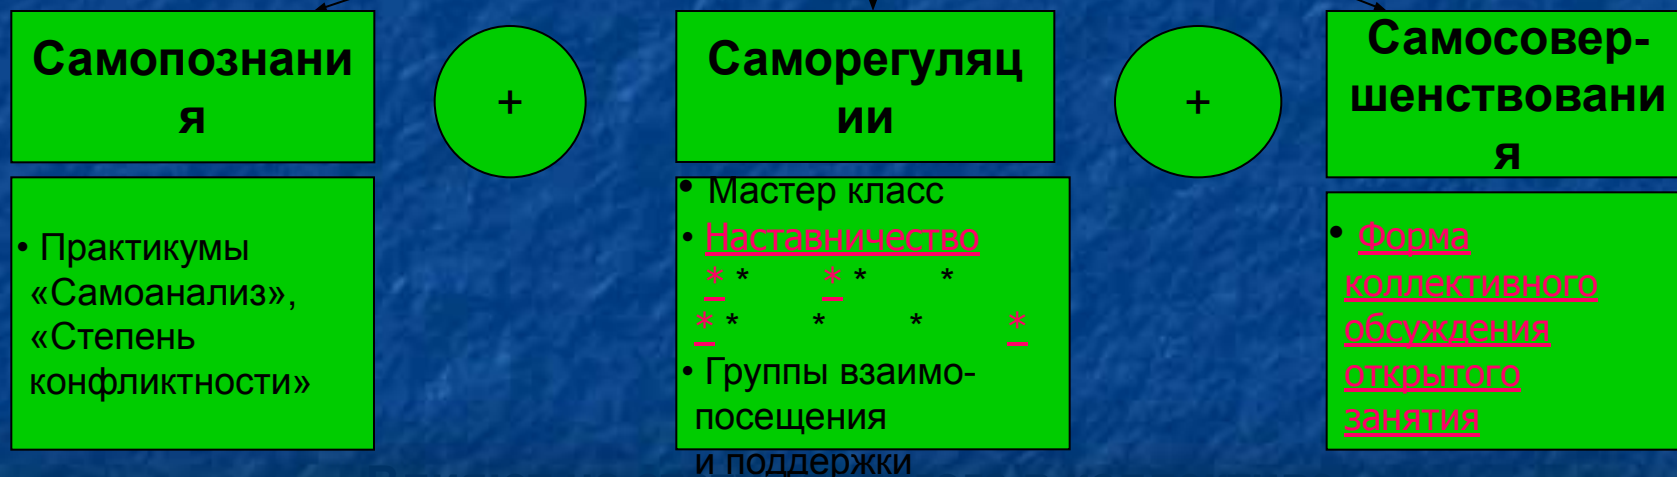 Самопознани
я
+
Саморегуляц
ии
+
Самосовер-
шенствовани
я
• Практикумы
«Самоанализ»,
«Степень
конфликтности»
• Мастер класс
• Наставничество
* * * * *
* * * * *
• Группы взаимо-
посещения
и поддержки
• Форма
коллективного
обсуждения
открытого
занятия